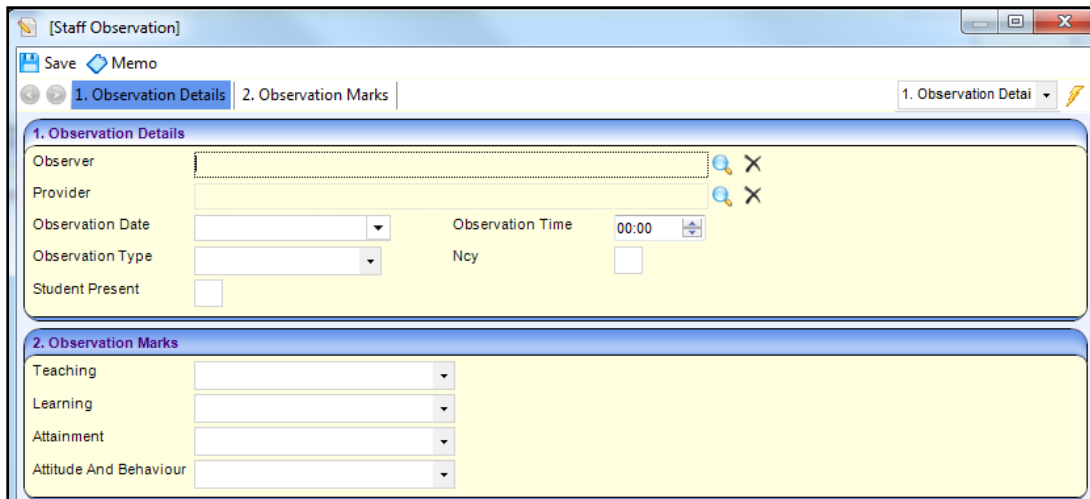 [Staff Observation]
Save Memo
1. Observation Details 2. Observation Marks 1. Observation Detai
1. Observation Details
Observer
Provider
Observation Date Observation Time 00:00
Observation Type Ncy
Student Present
2. Observation Marks
Teaching
Learning
Attainment
Attitude And Behaviour